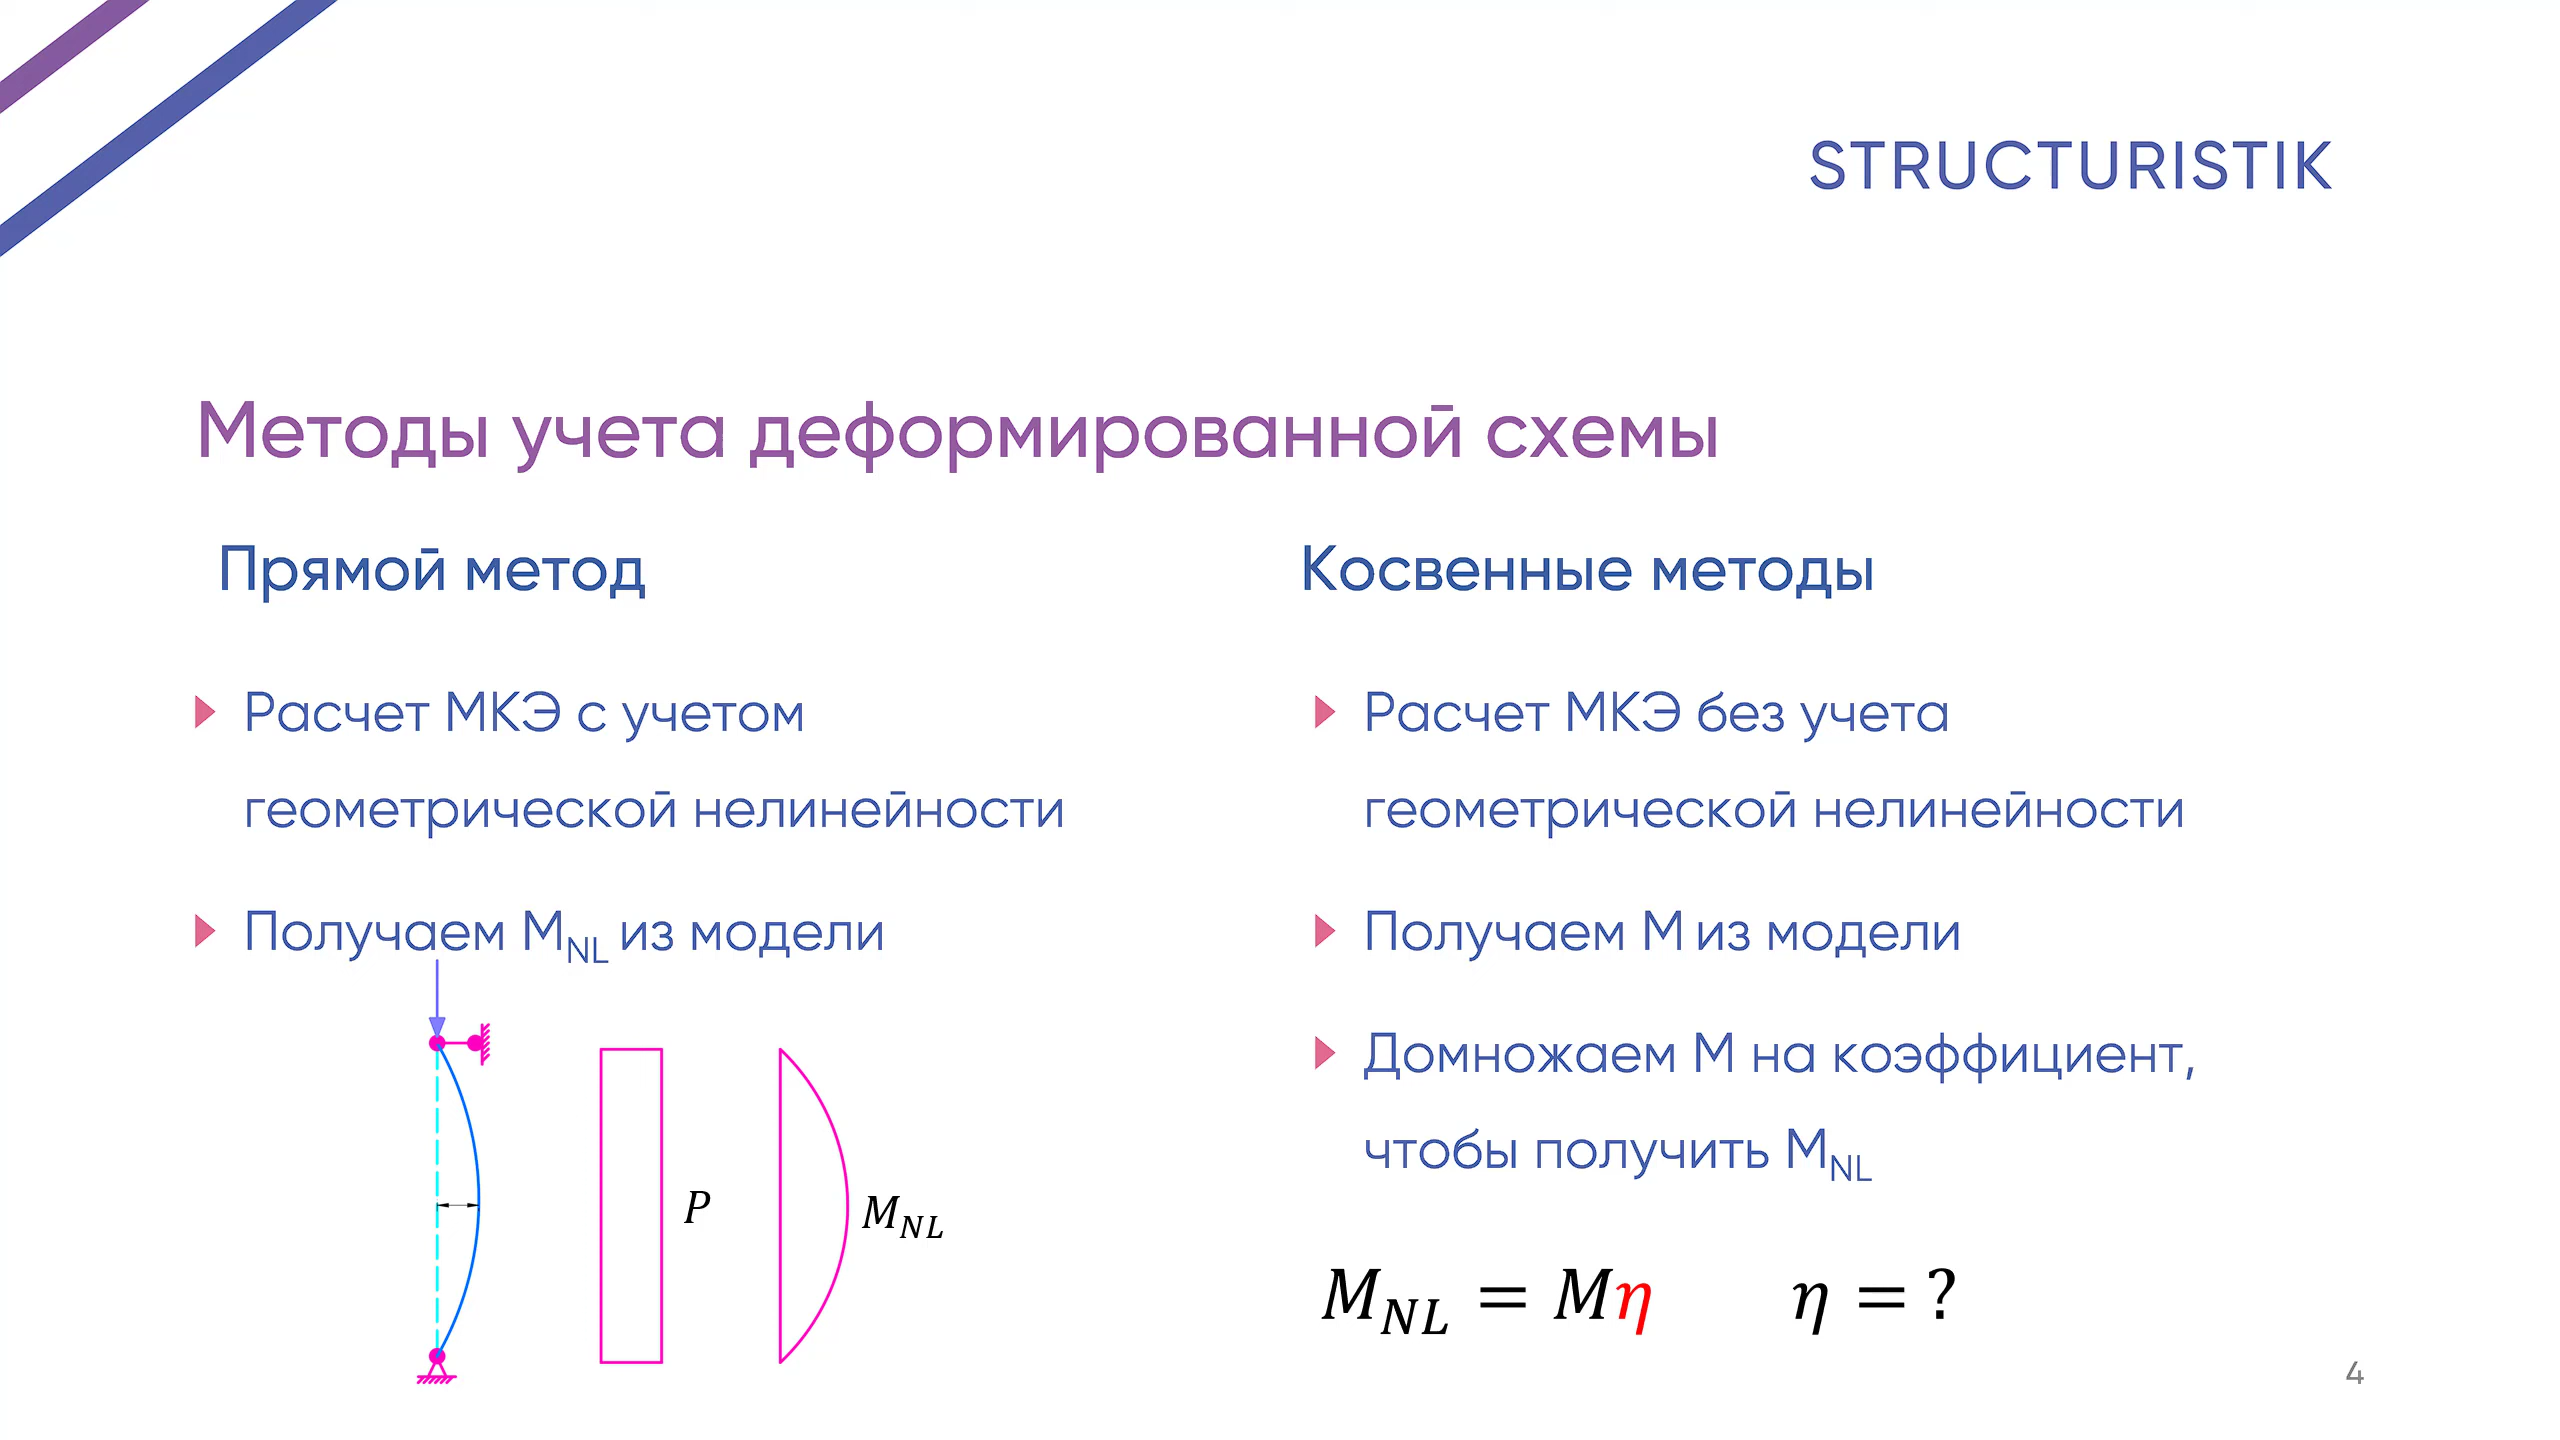 STRUCTURISTIK
Методы учета деформированной схемы
Прямой метод
Расчет МКЭ с учетом
геометрической нелинейности
Получаем M_NL из модели
P
M_NL
Косвенные методы
Расчет МКЭ без учета
геометрической нелинейности
Получаем М из модели
Домножаем М на коэффициент,
чтобы получить M_NL
M_NL = Mη η = ?
4